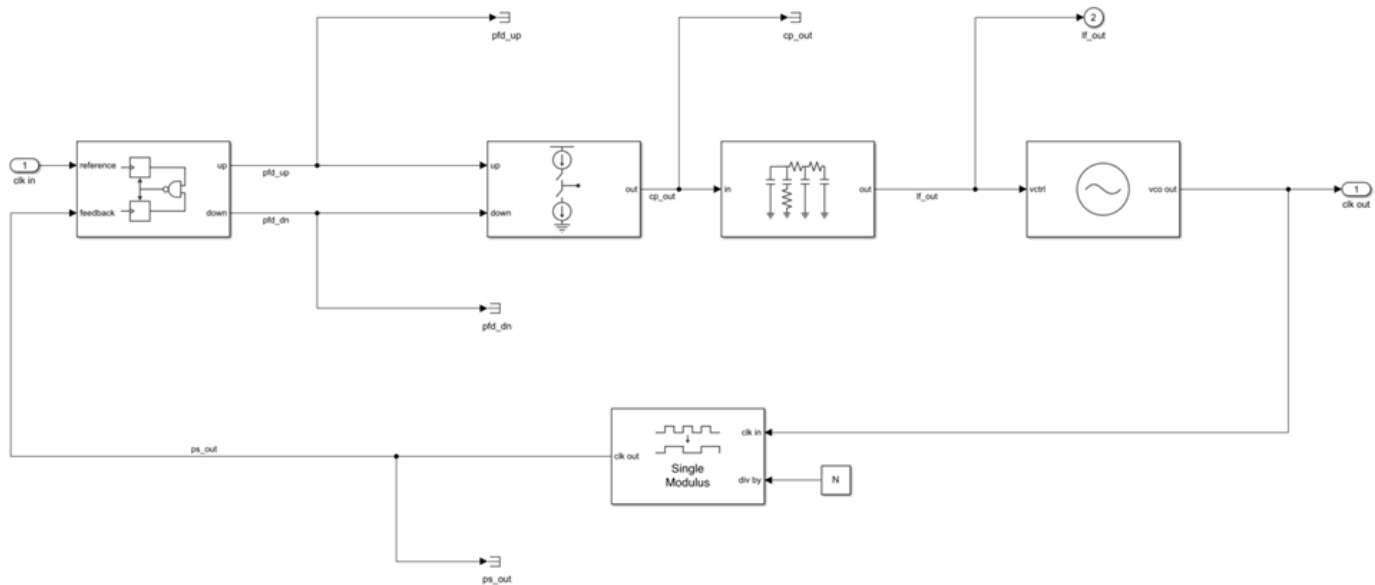 pfd_up
cp_out
2
lf_out
1
clk in
reference
feedback
up
down
pfd_up
pfd_dn
up
down
out
cp_out
in
out
lf_out
vctrl
vco out
1
clk out
pfd_dn
ps_out
clk out
Single
Modulus
clk in
div by
N
ps_out